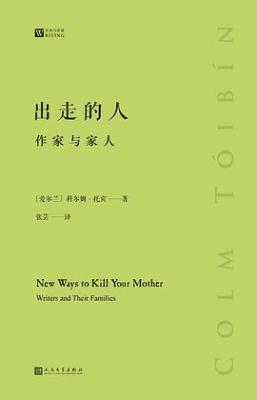 RISING
出走的人
作家与家人
〔爱尔兰〕科尔姆·托宾——著
张芸——译
COLM TÓIBÍN
New Ways to Kill Your Mother
Writers and Their Families
人民文学出版社